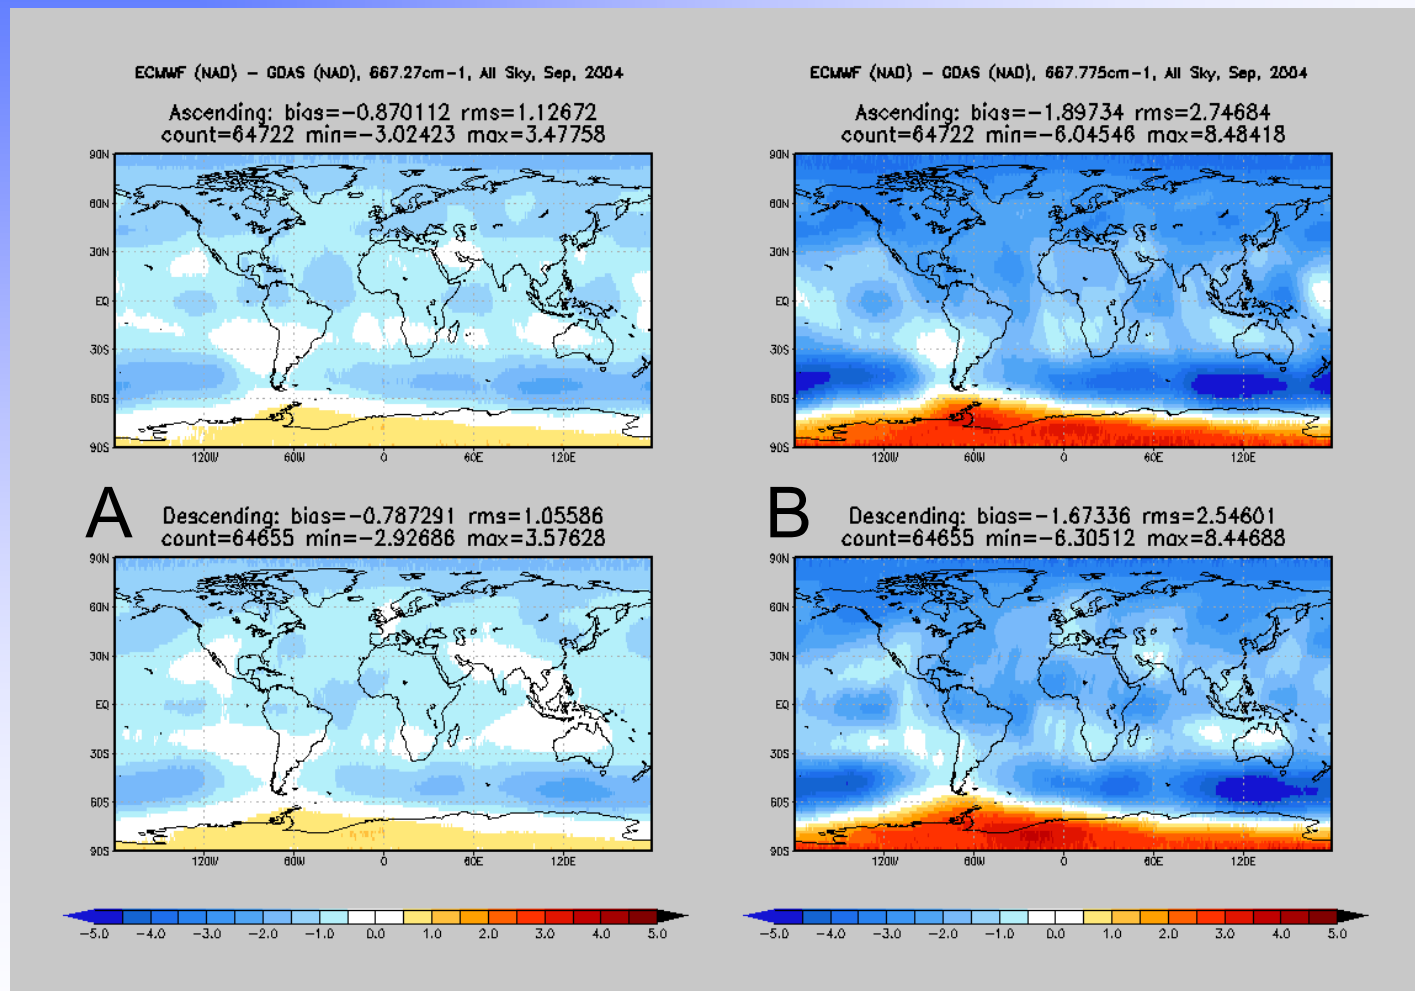 ECMWF (NAD) - GDAS (NAD), 667.27cm-1, All Sky, Sep, 2004
Ascending: bias=-0.870112 rms=1.12672
count=64722 min=-3.02423 max=3.47758
90N
60N
30N
EQ
30S
60S
90S
120W 60W 0 60E 120E
A
Descending: bias=-0.787291 rms=1.05586
count=64655 min=-2.92686 max=3.57628
90N
60N
30N
EQ
30S
60S
90S
120W 60W 0 60E 120E
-5.0 -4.0 -3.0 -2.0 -1.0 0.0 1.0 2.0 3.0 4.0 5.0
ECMWF (NAD) - GDAS (NAD), 667.775cm-1, All Sky, Sep, 2004
Ascending: bias=-1.89734 rms=2.74684
count=64722 min=-6.04546 max=8.48418
90N
60N
30N
EQ
30S
60S
90S
120W 60W 0 60E 120E
B
Descending: bias=-1.67336 rms=2.54601
count=64655 min=-6.30512 max=8.44688
90N
60N
30N
EQ
30S
60S
90S
120W 60W 0 60E 120E
-5.0 -4.0 -3.0 -2.0 -1.0 0.0 1.0 2.0 3.0 4.0 5.0